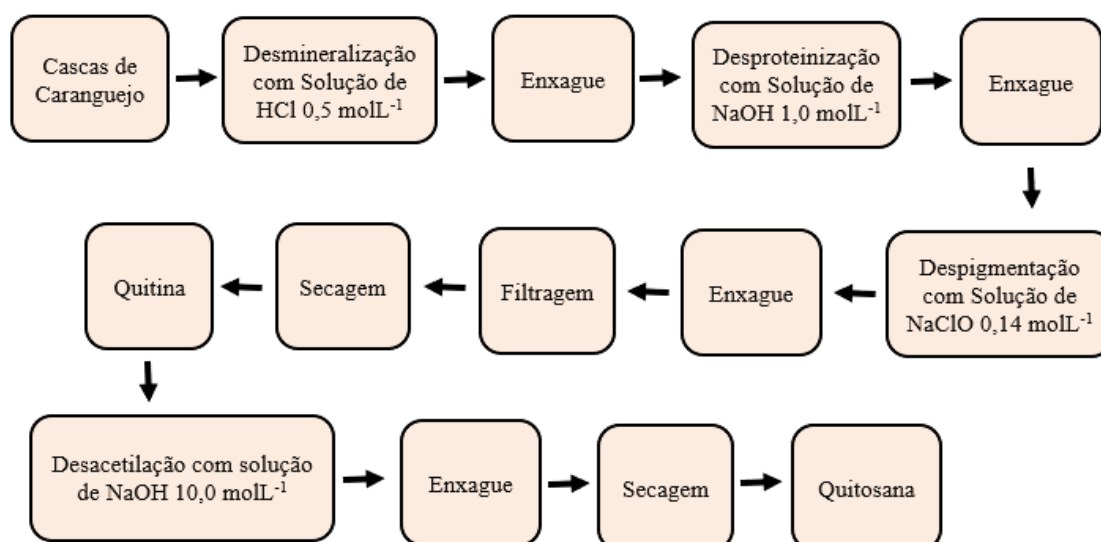 Cascas de
Caranguejo
Desmineralização
com Solução de
HCl 0,5 molL⁻¹
Enxague
Desproteinização
com Solução de
NaOH 1,0 molL⁻¹
Enxague
Despigmentação
com Solução de
NaClO 0,14 molL⁻¹
Enxague
Filtragem
Secagem
Quitina
Desacetilação com solução
de NaOH 10,0 molL⁻¹
Enxague
Secagem
Quitosana